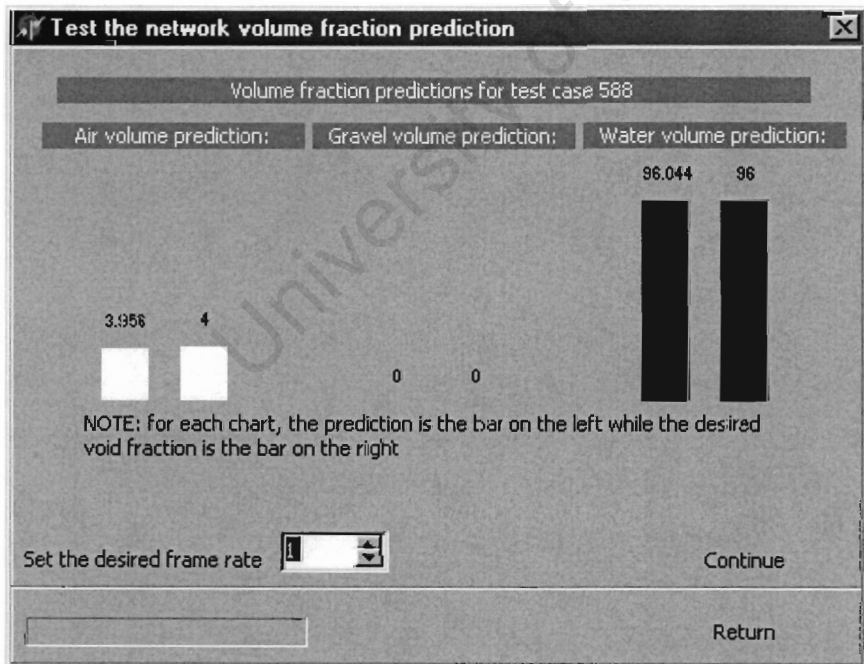 Test the network volume fraction prediction
Volume fraction predictions for test case 588
Air volume prediction: Gravel volume prediction: Water volume prediction:
96.044 96
3.956 4
0 0
NOTE: for each chart, the prediction is the bar on the left while the desired
void fraction is the bar on the right
Set the desired frame rate 1 Continue
Return
University of